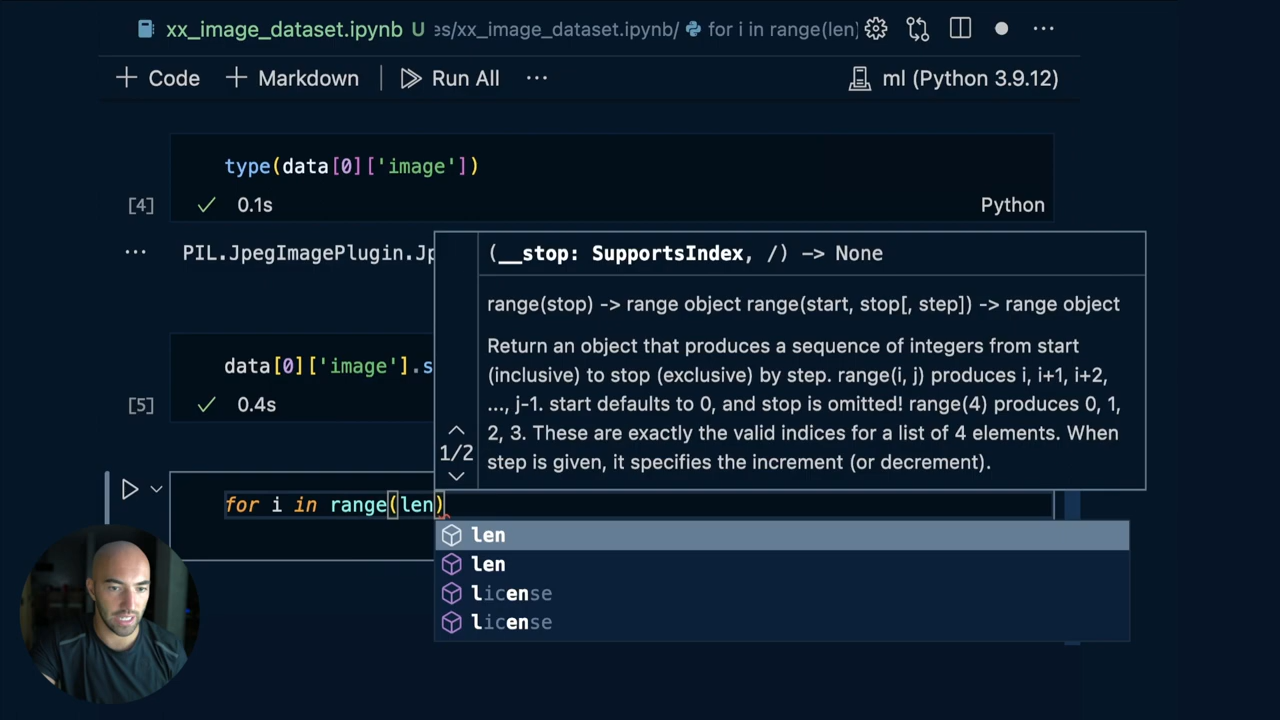 xx_image_dataset.ipynb U es/xx_image_dataset.ipynb/ for i in range(len) ...
+ Code + Markdown | Run All ... ml (Python 3.9.12)
type(data[0]['image'])
[4] ✓ 0.1s Python
... PIL.JpegImagePlugin.Jp
(__stop: SupportsIndex, /) -> None
range(stop) -> range object range(start, stop[, step]) -> range object
Return an object that produces a sequence of integers from start
(inclusive) to stop (exclusive) by step. range(i, j) produces i, i+1, i+2,
..., j-1. start defaults to 0, and stop is omitted! range(4) produces 0, 1,
2, 3. These are exactly the valid indices for a list of 4 elements. When
step is given, it specifies the increment (or decrement).
1/2
data[0]['image'].s
[5] ✓ 0.4s
for i in range(len)
len
len
license
license